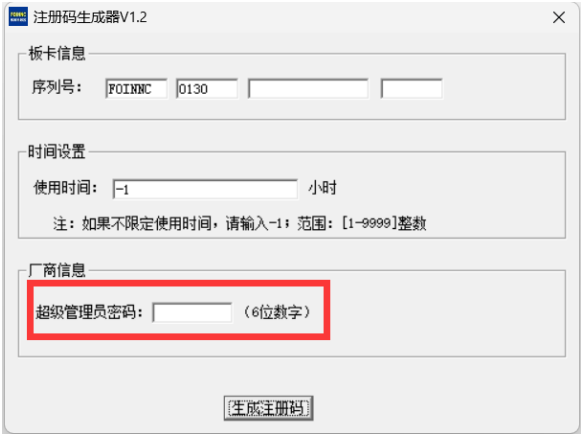 注册码生成器V1.2
板卡信息
序列号： FOINNC 0130
时间设置
使用时间： -1 小时
注：如果不限定使用时间，请输入-1；范围：[1-9999]整数
厂商信息
超级管理员密码： （6位数字）
生成注册码